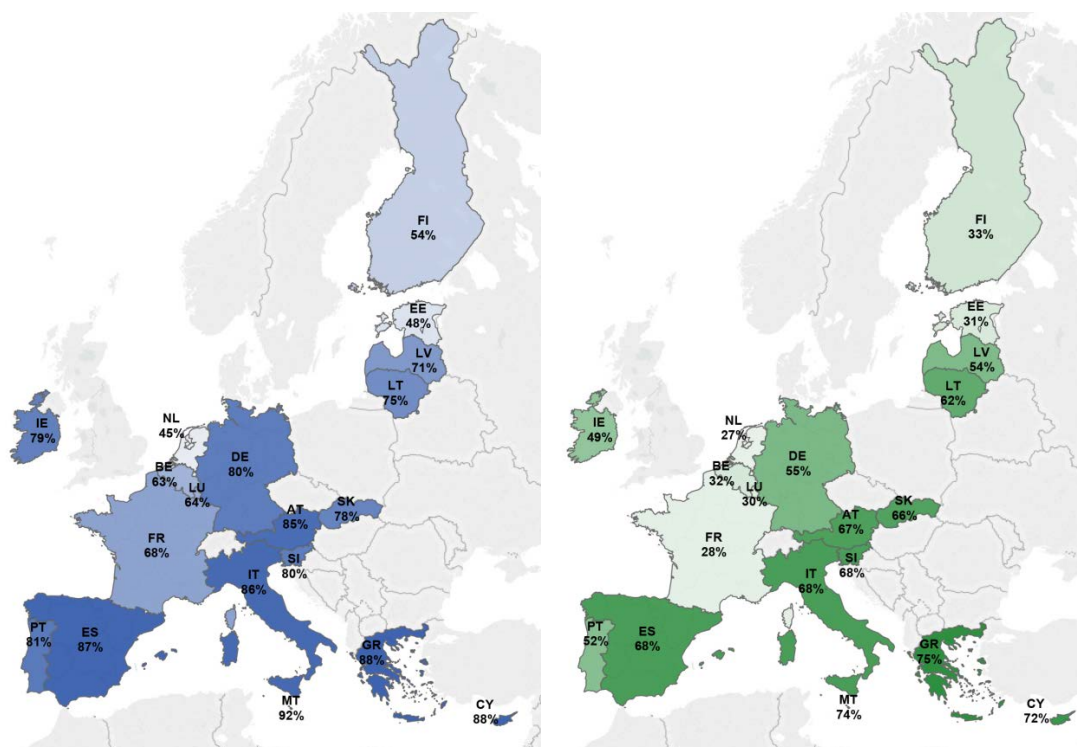 FI
54%
EE
48%
LV
71%
LT
75%
IE
79%
NL
45%
DE
80%
BE
63%
LU
64%
SK
78%
AT
85%
FR
68%
SI
80%
IT
86%
PT
81%
ES
87%
GR
88%
MT
92%
CY
88%
FI
33%
EE
31%
LV
54%
LT
62%
IE
49%
NL
27%
DE
55%
BE
32%
LU
30%
SK
66%
AT
67%
FR
28%
SI
68%
IT
68%
PT
52%
ES
68%
GR
75%
MT
74%
CY
72%